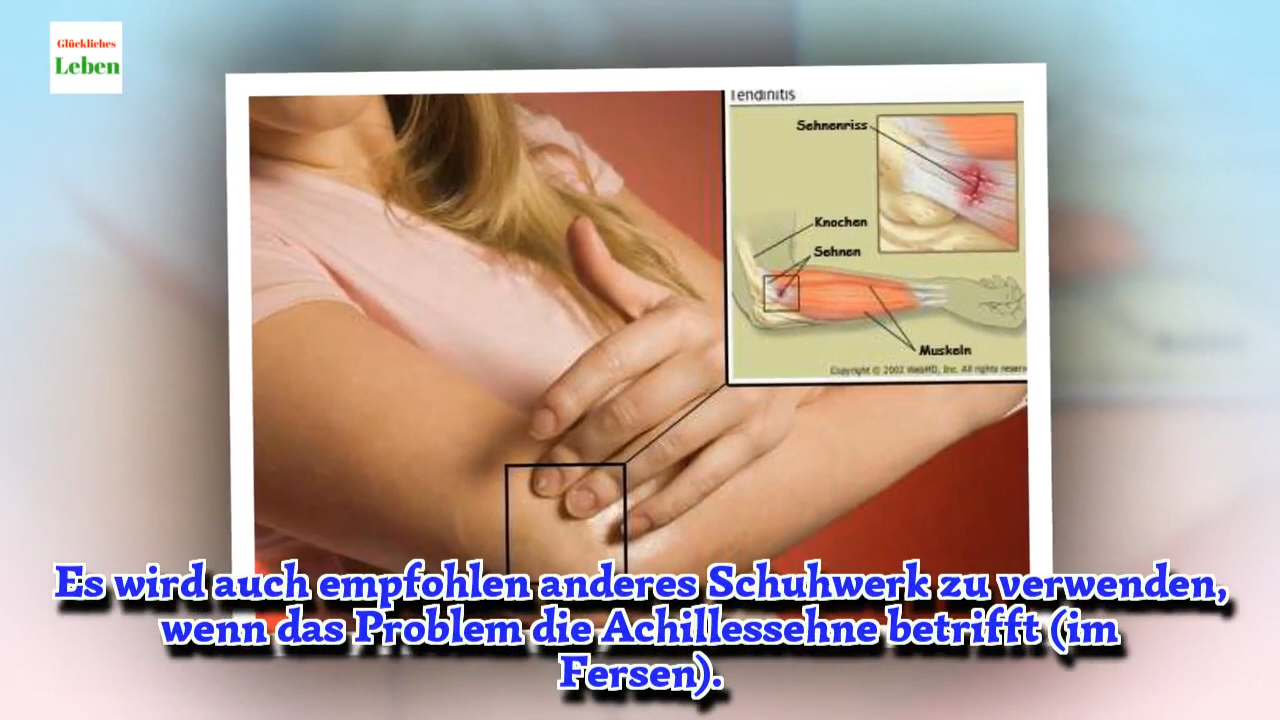 Glückliches
Leben
Tendinitis
Sehnenriss
Knochen
Sehnen
Muskeln
Copyright © 2002 WebMD, Inc. All rights reserv
Es wird auch empfohlen anderes Schuhwerk zu verwenden,
wenn das Problem die Achillessehne betrifft (im
Fersen).